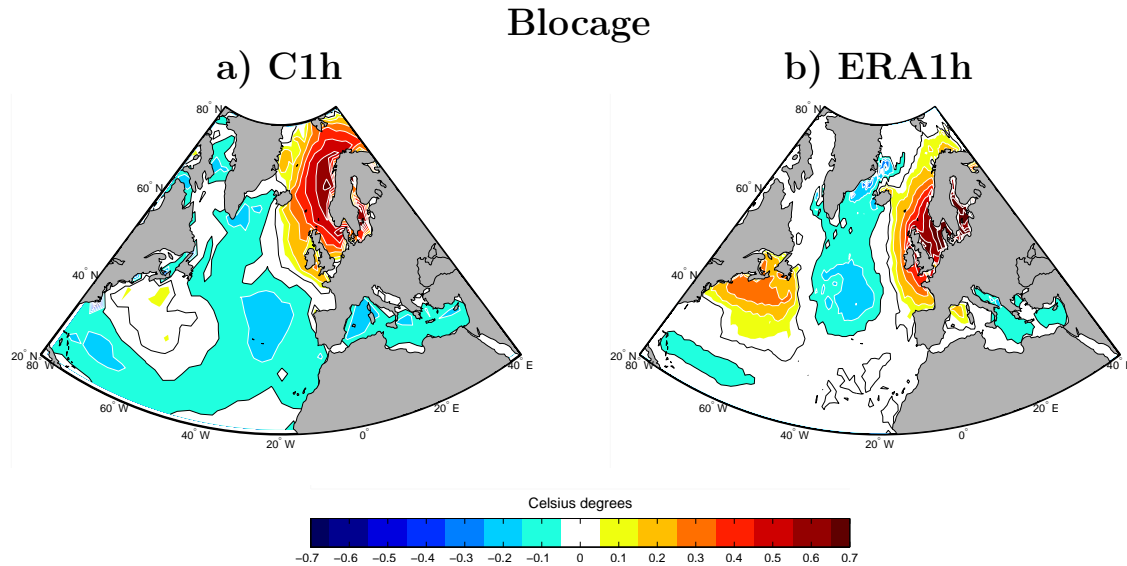 Blocage
a) C1h
b) ERA1h
80° N
60° N
40° N
20° N
80° W
60° W
40° W
20° W
0°
20° E
40° E
80° N
60° N
40° N
20° N
80° W
60° W
40° W
20° W
0°
20° E
40° E
Celsius degrees
−0.7 −0.6 −0.5 −0.4 −0.3 −0.2 −0.1 0 0.1 0.2 0.3 0.4 0.5 0.6 0.7